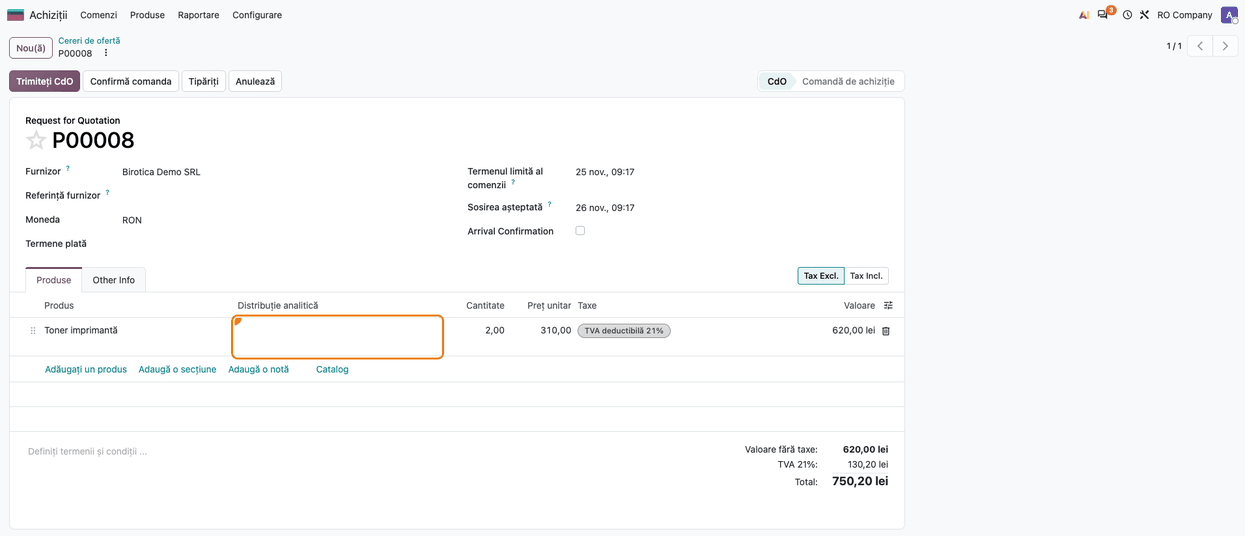 Achiziții Comenzi Produse Raportare Configurare AI 3 RO Company A
Nou(ă) Cereri de ofertă
P00008
1 / 1
Trimiteți CdO Confirmă comanda Tipăriți Anulează CdO Comandă de achiziție
Request for Quotation
P00008
Furnizor ? Birotica Demo SRL
Referință furnizor ?
Moneda RON
Termene plată
Termenul limită al comenzii ? 25 nov., 09:17
Sosirea așteptată ? 26 nov., 09:17
Arrival Confirmation
Produse Other Info Tax Excl. Tax Incl.
Produs Distribuție analitică Cantitate Preț unitar Taxe Valoare
Toner imprimantă 2,00 310,00 TVA deductibilă 21% 620,00 lei
Adăugați un produs Adaugă o secțiune Adaugă o notă Catalog
Definiți termenii și condiții ...
Valoare fără taxe: 620,00 lei
TVA 21%: 130,20 lei
Total: 750,20 lei